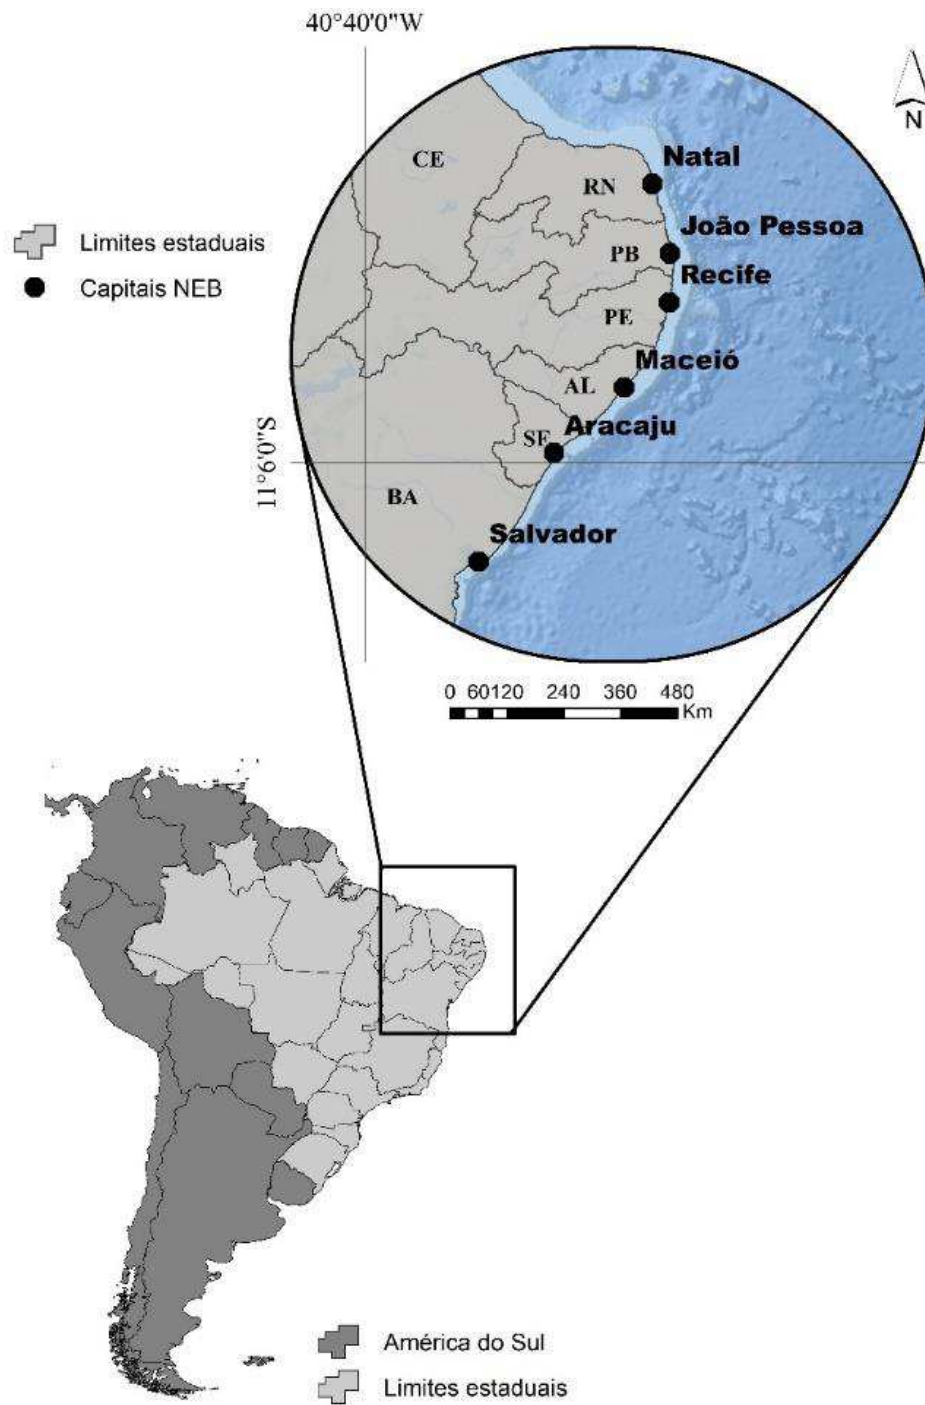 40°40'0"W
N
Natal
CE
RN
João Pessoa
Limites estaduais
PB
Recife
Capitais NEB
PE
Maceió
AL
Aracaju
SE
11°6'0"S
BA
Salvador
0 60120 240 360 480
Km
América do Sul
Limites estaduais